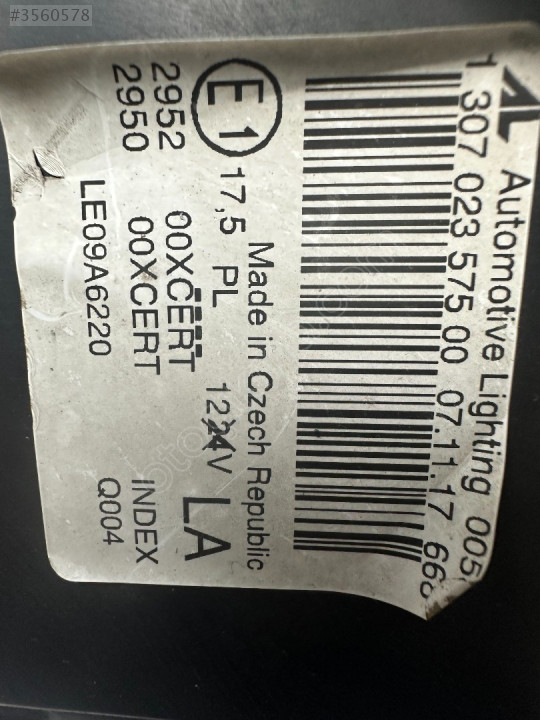 #3560578
AL Automotive Lighting 005
1 307 023 575 00 07.11.17
E1
Made in Czech Republic
17,5 PL 1224V LA
2952 00XCERT
2950 00XCERT INDEX
LE09A6220 Q004